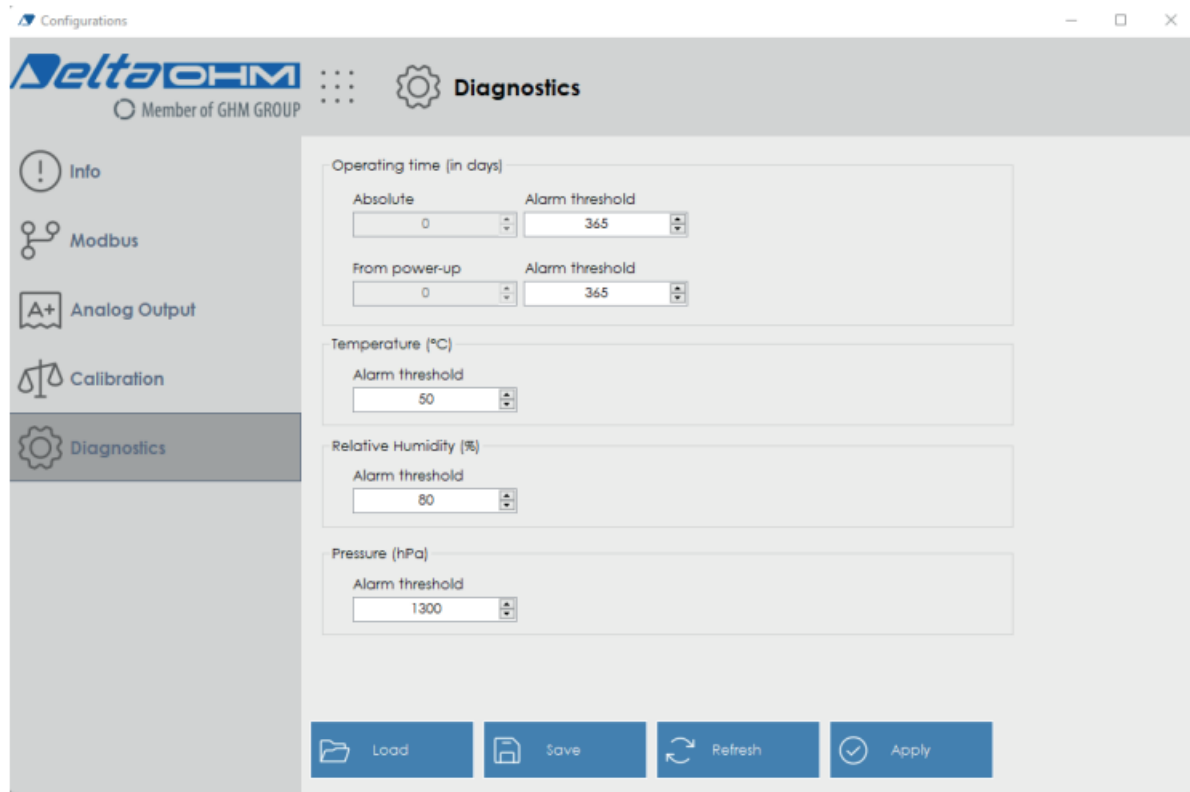 Configurations
Delta OHM
Member of GHM GROUP
Diagnostics
Info
Modbus
A+ Analog Output
Calibration
Diagnostics
Operating time (in days)
Absolute Alarm threshold
0 365
From power-up Alarm threshold
0 365
Temperature (°C)
Alarm threshold
50
Relative Humidity (%)
Alarm threshold
80
Pressure (hPa)
Alarm threshold
1300
Load Save Refresh Apply